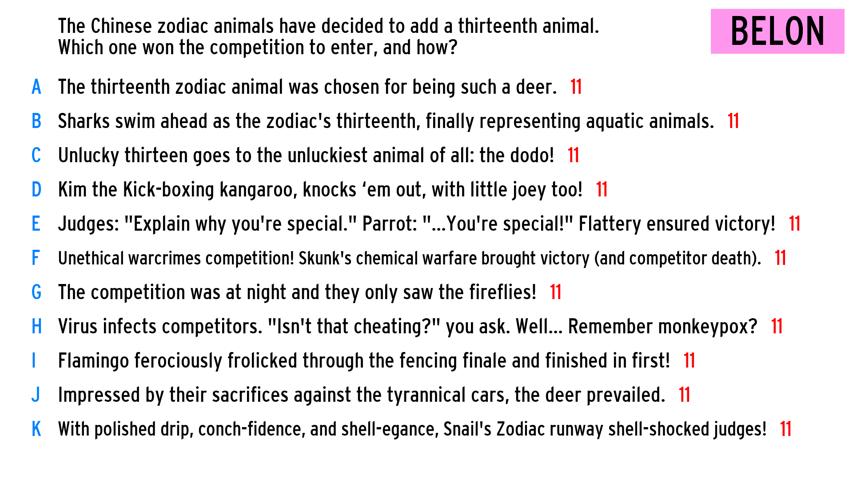 The Chinese zodiac animals have decided to add a thirteenth animal.
Which one won the competition to enter, and how?
BELON
A The thirteenth zodiac animal was chosen for being such a deer. 11
B Sharks swim ahead as the zodiac's thirteenth, finally representing aquatic animals. 11
C Unlucky thirteen goes to the unluckiest animal of all: the dodo! 11
D Kim the Kick-boxing kangaroo, knocks ‘em out, with little joey too! 11
E Judges: "Explain why you're special." Parrot: "...You're special!" Flattery ensured victory! 11
F Unethical warcrimes competition! Skunk's chemical warfare brought victory (and competitor death). 11
G The competition was at night and they only saw the fireflies! 11
H Virus infects competitors. "Isn't that cheating?" you ask. Well... Remember monkeypox? 11
I Flamingo ferociously frolicked through the fencing finale and finished in first! 11
J Impressed by their sacrifices against the tyrannical cars, the deer prevailed. 11
K With polished drip, conch-fidence, and shell-egance, Snail's Zodiac runway shell-shocked judges! 11